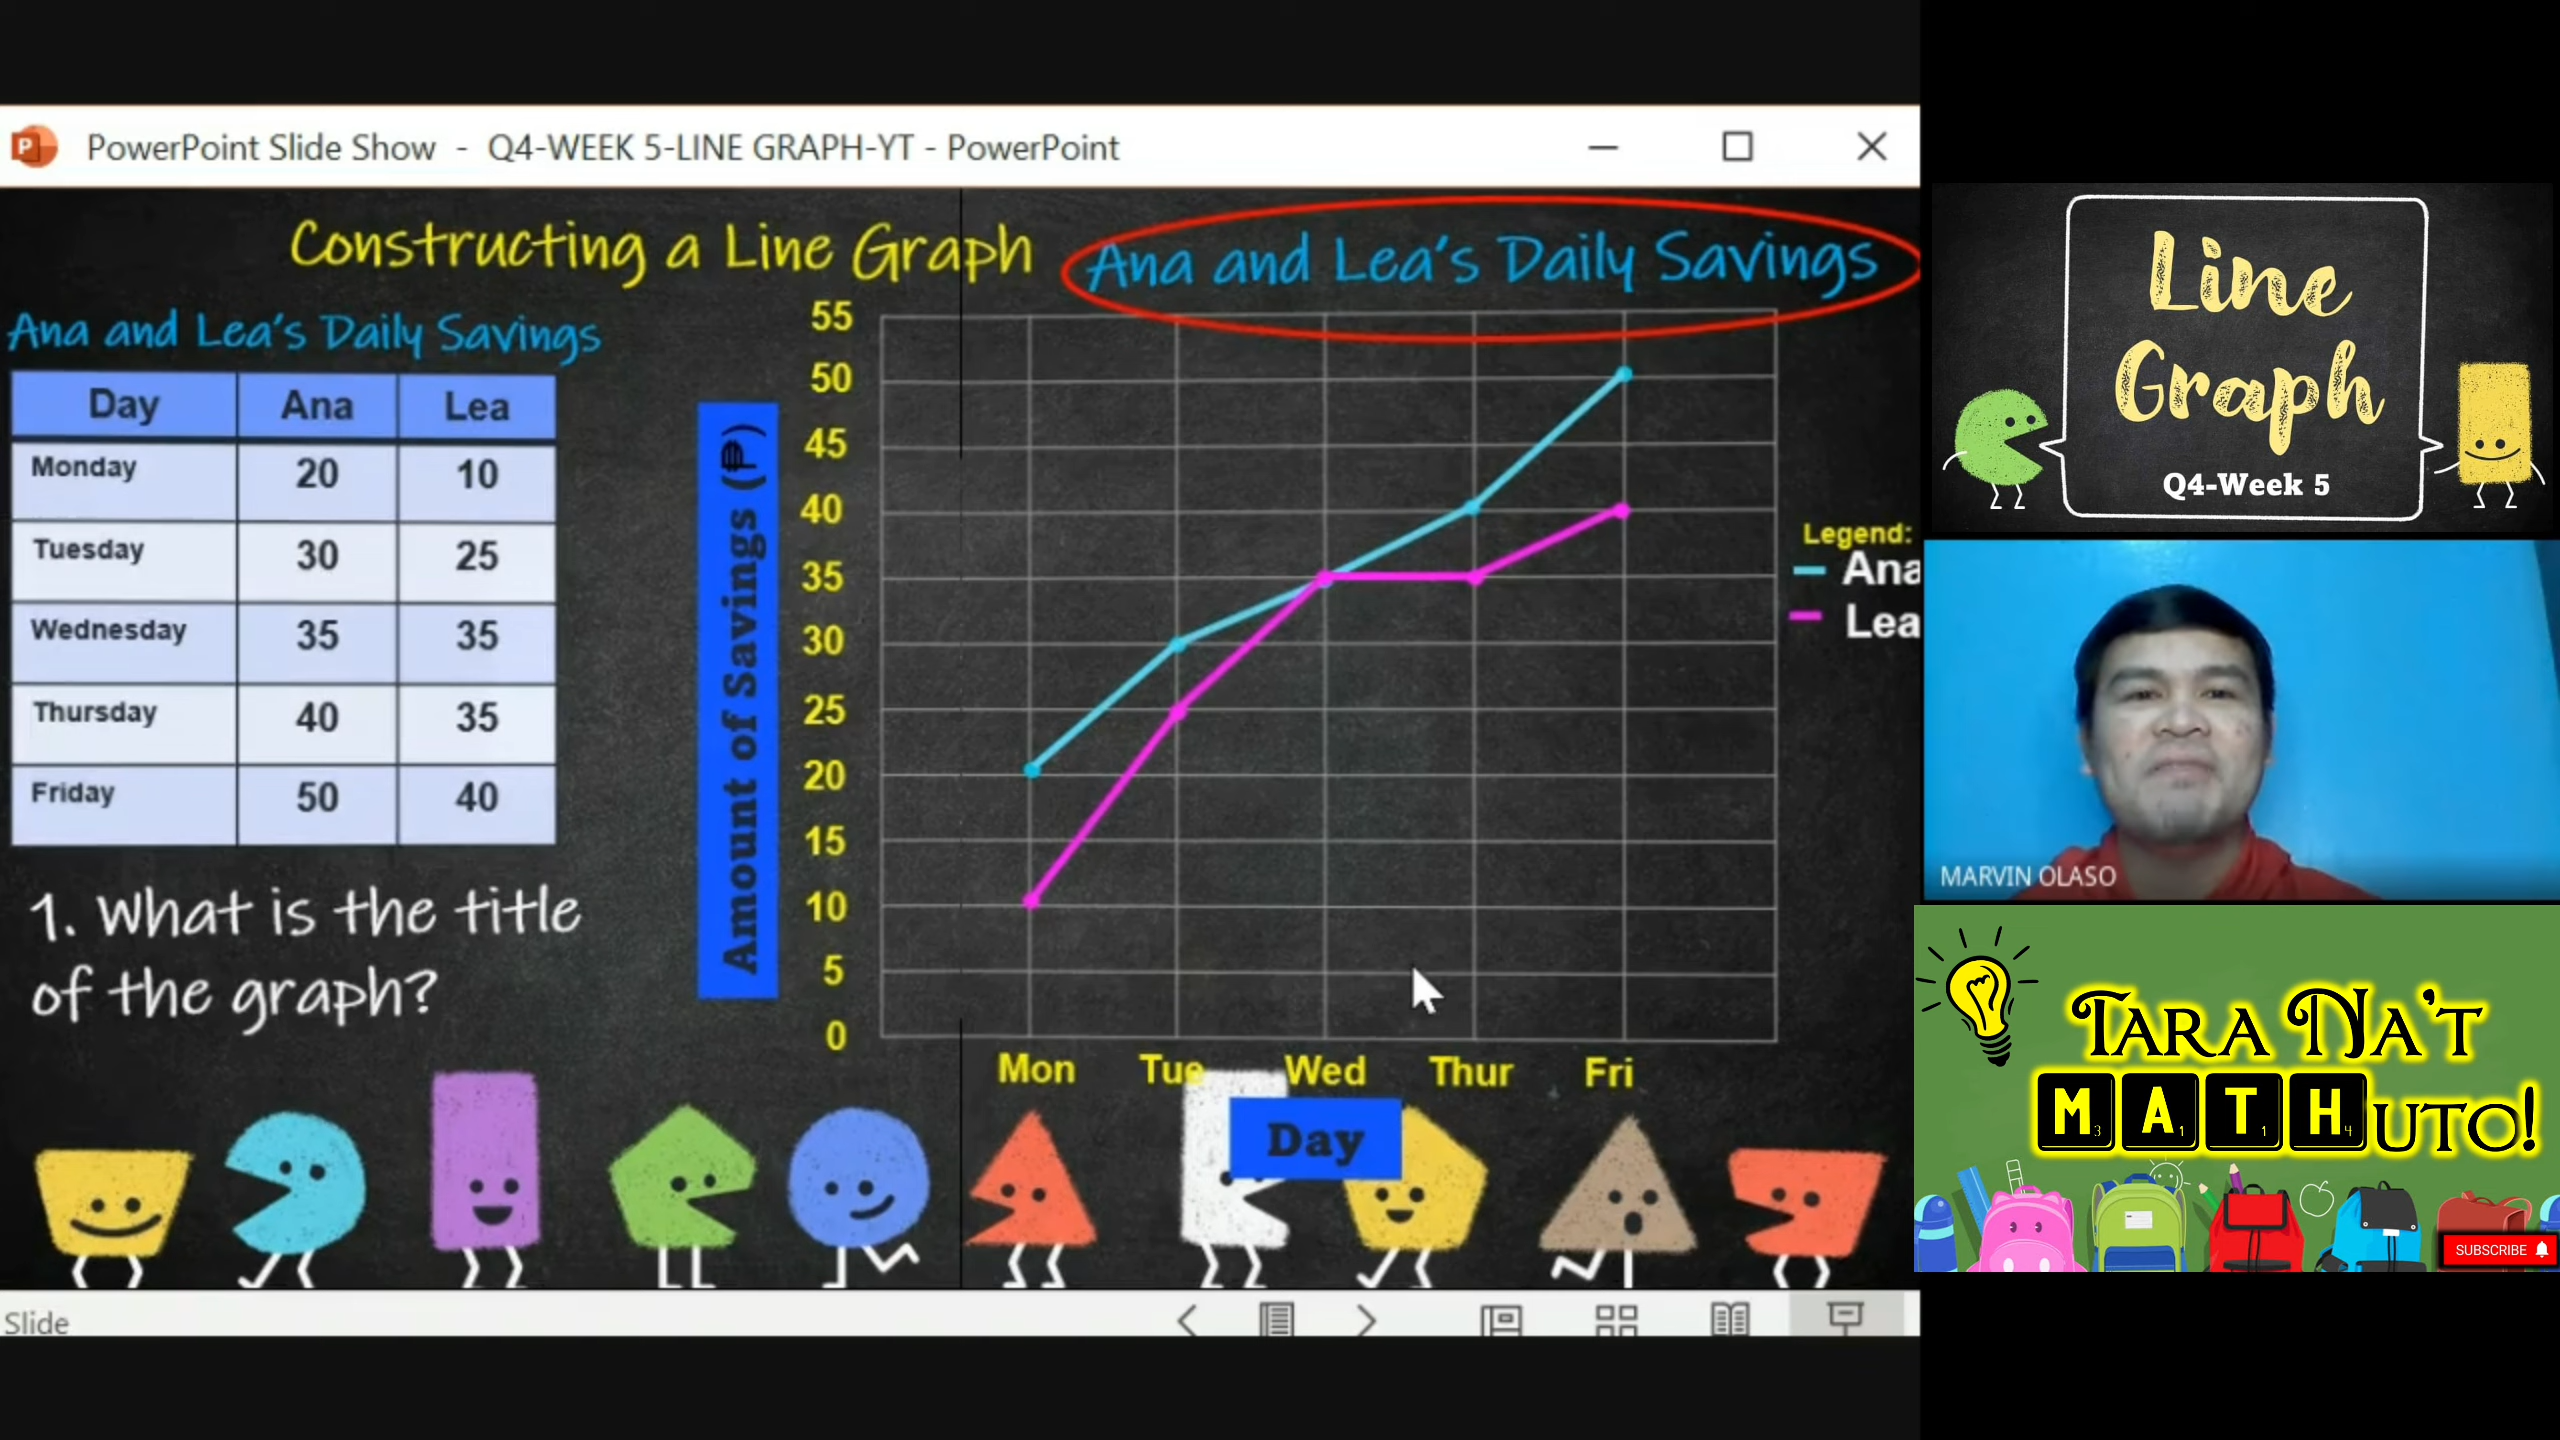 PowerPoint Slide Show - Q4-WEEK 5-LINE GRAPH-YT - PowerPoint
Constructing a Line Graph
Ana and Lea's Daily Savings
Ana and Lea's Daily Savings
Day Ana Lea
Monday 20 10
Tuesday 30 25
Wednesday 35 35
Thursday 40 35
Friday 50 40
1. What is the title
of the graph?
Amount of Savings (₱)
55
50
45
40
35
30
25
20
15
10
5
0
Mon Tue Wed Thur Fri
Day
Legend:
Ana
Lea
Slide
Line
Graph
Q4-Week 5
MARVIN OLASO
TARA NA'T
MATHUTO!
SUBSCRIBE